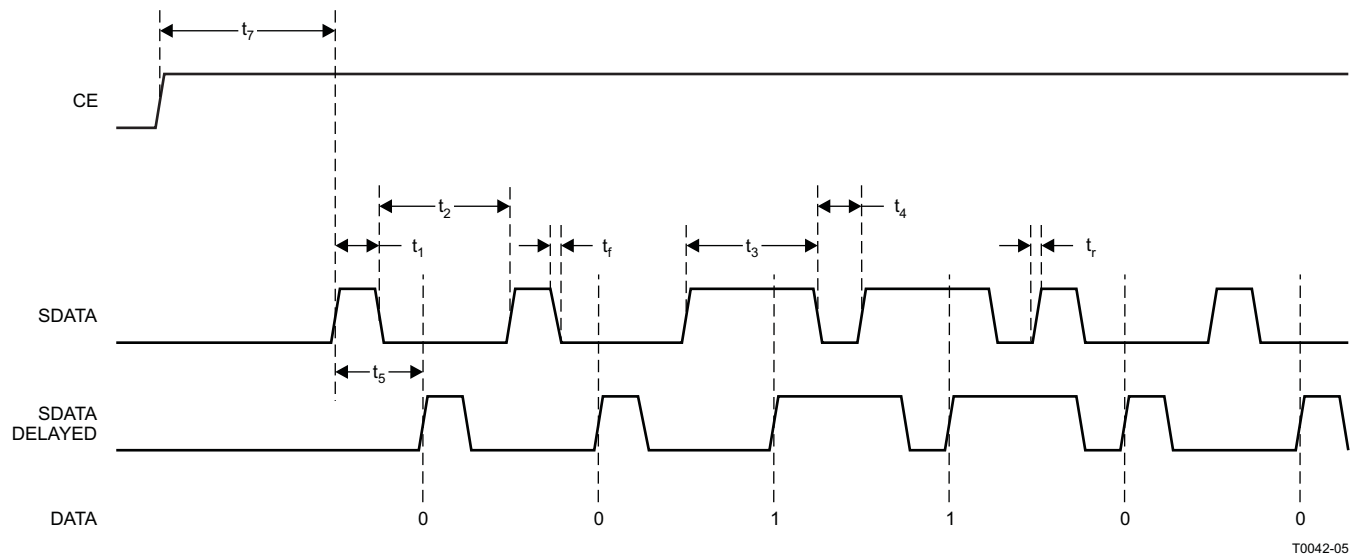 t7
CE
t2
t4
t1
tf
t3
tr
SDATA
t5
SDATA
DELAYED
DATA 0 0 1 1 0 0
T0042-05